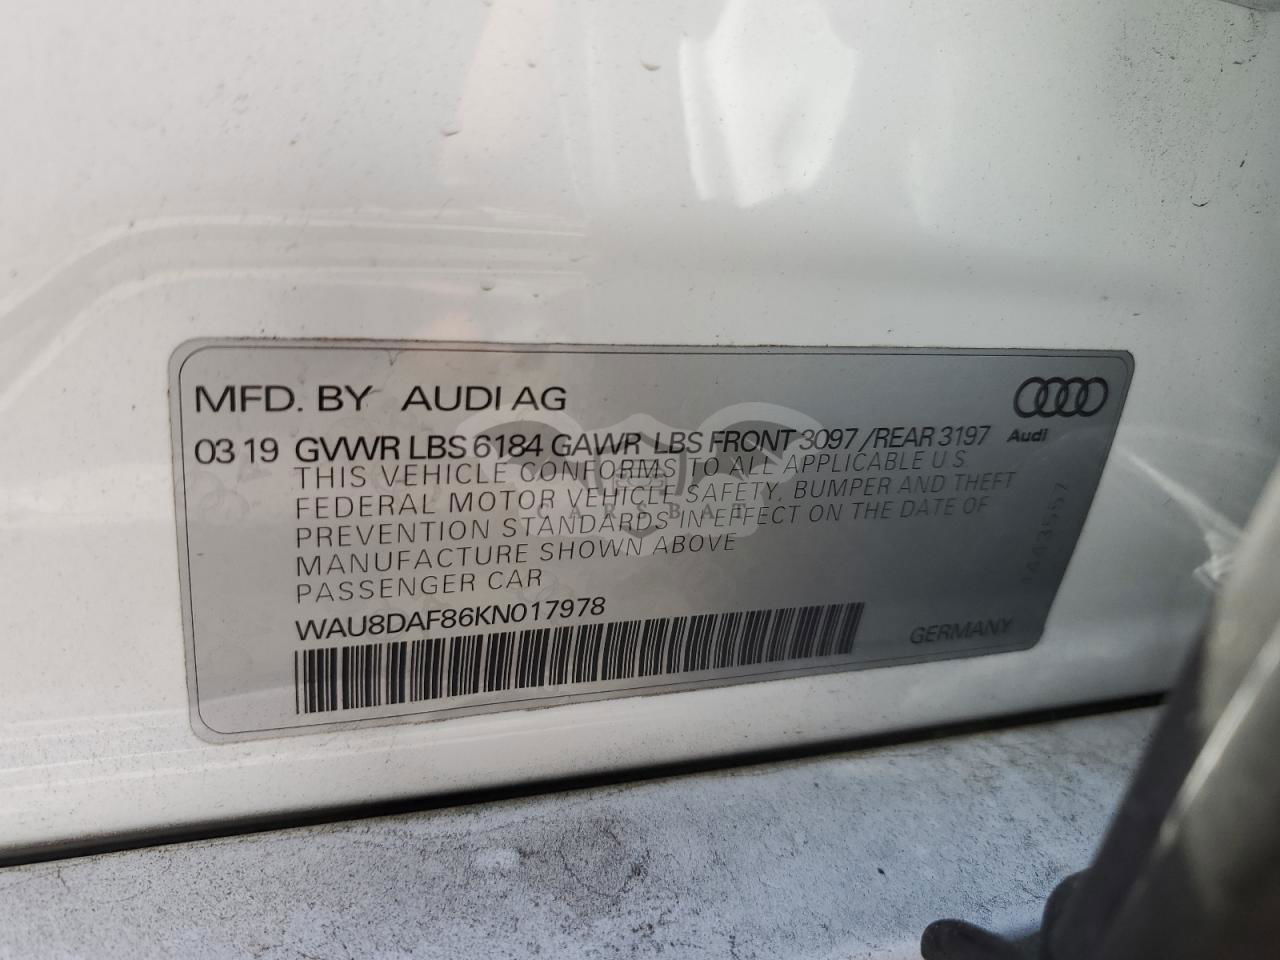 MFD. BY AUDI AG
03 19 GVWR LBS 6184 GAWR LBS FRONT 3097 /REAR 3197
Audi
THIS VEHICLE CONFORMS TO ALL APPLICABLE U.S.
FEDERAL MOTOR VEHICLE SAFETY, BUMPER AND THEFT
PREVENTION STANDARDS IN EFFECT ON THE DATE OF
MANUFACTURE SHOWN ABOVE
PASSENGER CAR
WAU8DAF86KN017978
GERMANY
CARSBAT